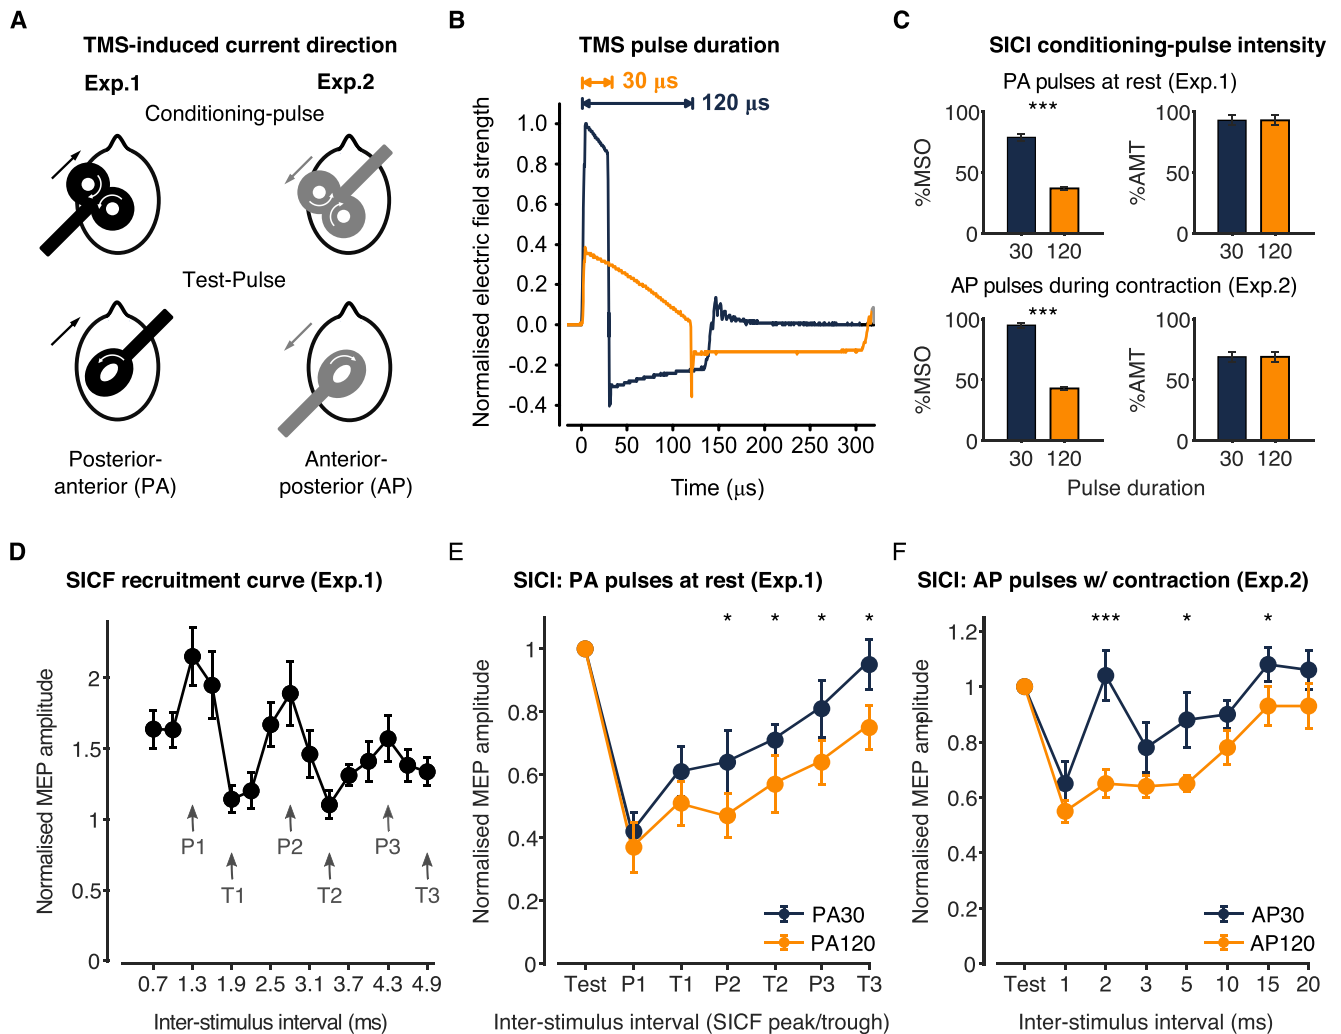 A
TMS-induced current direction
Exp.1
Exp.2
Conditioning-pulse
Test-Pulse
Posterior-
anterior (PA)
Anterior-
posterior (AP)
B
TMS pulse duration
30 μs
120 μs
Normalised electric field strength
1.0
0.8
0.6
0.4
0.2
0.0
-0.2
-0.4
0 50 100 150 200 250 300
Time (μs)
C
SICI conditioning-pulse intensity
PA pulses at rest (Exp.1)
%MSO
100
50
0
***
30 120
%AMT
100
50
0
30 120
AP pulses during contraction (Exp.2)
%MSO
100
50
0
***
30 120
%AMT
100
50
0
30 120
Pulse duration
D
SICF recruitment curve (Exp.1)
Normalised MEP amplitude
2
1.5
1
0.5
0
P1
T1
P2
T2
P3
T3
0.7 1.3 1.9 2.5 3.1 3.7 4.3 4.9
Inter-stimulus interval (ms)
E
SICI: PA pulses at rest (Exp.1)
* * * *
Normalised MEP amplitude
1
0.8
0.6
0.4
0.2
0
PA30
PA120
Test P1 T1 P2 T2 P3 T3
Inter-stimulus interval (SICF peak/trough)
F
SICI: AP pulses w/ contraction (Exp.2)
*** * *
Normalised MEP amplitude
1.2
1
0.8
0.6
0.4
0.2
0
AP30
AP120
Test 1 2 3 5 10 15 20
Inter-stimulus interval (ms)